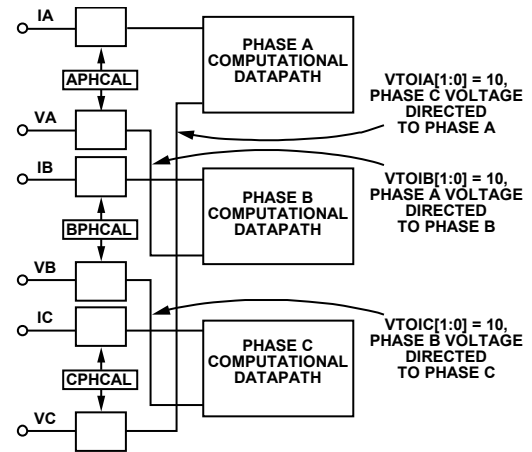 IA
PHASE A
COMPUTATIONAL
DATAPATH
APHCAL
VTOIA[1:0] = 10,
PHASE C VOLTAGE
DIRECTED
TO PHASE A
VA
IB
PHASE B
COMPUTATIONAL
DATAPATH
VTOIB[1:0] = 10,
PHASE A VOLTAGE
DIRECTED
TO PHASE B
BPHCAL
VB
IC
PHASE C
COMPUTATIONAL
DATAPATH
VTOIC[1:0] = 10,
PHASE B VOLTAGE
DIRECTED
TO PHASE C
CPHCAL
VC